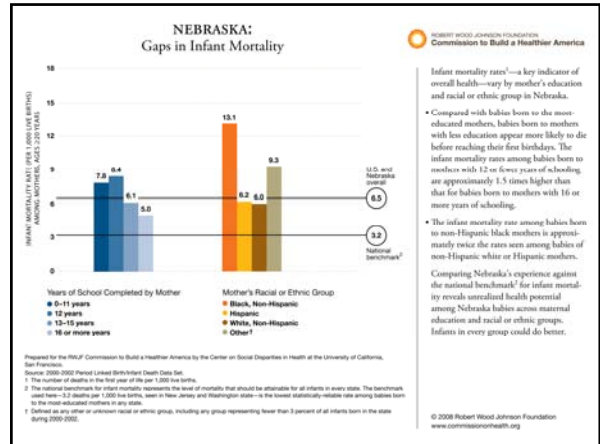 NEBRASKA:
Gaps in Infant Mortality
ROBERT WOOD JOHNSON FOUNDATION
Commission to Build a Healthier America
INFANT MORTALITY RATE (PER 1,000 LIVE BIRTHS)
AMONG MOTHERS, AGES ≥20 YEARS
18
15
12
9
6
3
0
7.8
8.4
6.1
5.0
13.1
6.2
6.0
9.3
U.S. and
Nebraska
overall
6.5
3.2
National
benchmark2
Years of School Completed by Mother
● 0–11 years
● 12 years
● 13–15 years
● 16 or more years
Mother's Racial or Ethnic Group
● Black, Non-Hispanic
● Hispanic
● White, Non-Hispanic
● Other†
Infant mortality rates1—a key indicator of
overall health—vary by mother's education
and racial or ethnic group in Nebraska.
• Compared with babies born to the most-
educated mothers, babies born to mothers
with less education appear more likely to die
before reaching their first birthdays. The
infant mortality rates among babies born to
mothers with 12 or fewer years of schooling
are approximately 1.5 times higher than
that for babies born to mothers with 16 or
more years of schooling.
• The infant mortality rate among babies born
to non-Hispanic black mothers is approxi-
mately twice the rates seen among babies of
non-Hispanic white or Hispanic mothers.
Comparing Nebraska's experience against
the national benchmark2 for infant mortal-
ity reveals unrealized health potential
among Nebraska babies across maternal
education and racial or ethnic groups.
Infants in every group could do better.
Prepared for the RWJF Commission to Build a Healthier America by the Center on Social Disparities in Health at the University of California,
San Francisco.
Source: 2000-2002 Period Linked Birth/Infant Death Data Set.
1 The number of deaths in the first year of life per 1,000 live births.
2 The national benchmark for infant mortality represents the level of mortality that should be attainable for all infants in every state. The benchmark
used here—3.2 deaths per 1,000 live births, seen in New Jersey and Washington state—is the lowest statistically-reliable rate among babies born
to the most-educated mothers in any state.
† Defined as any other or unknown racial or ethnic group, including any group representing fewer than 3 percent of all infants born in the state
during 2000-2002.
© 2008 Robert Wood Johnson Foundation
www.commissiononhealth.org